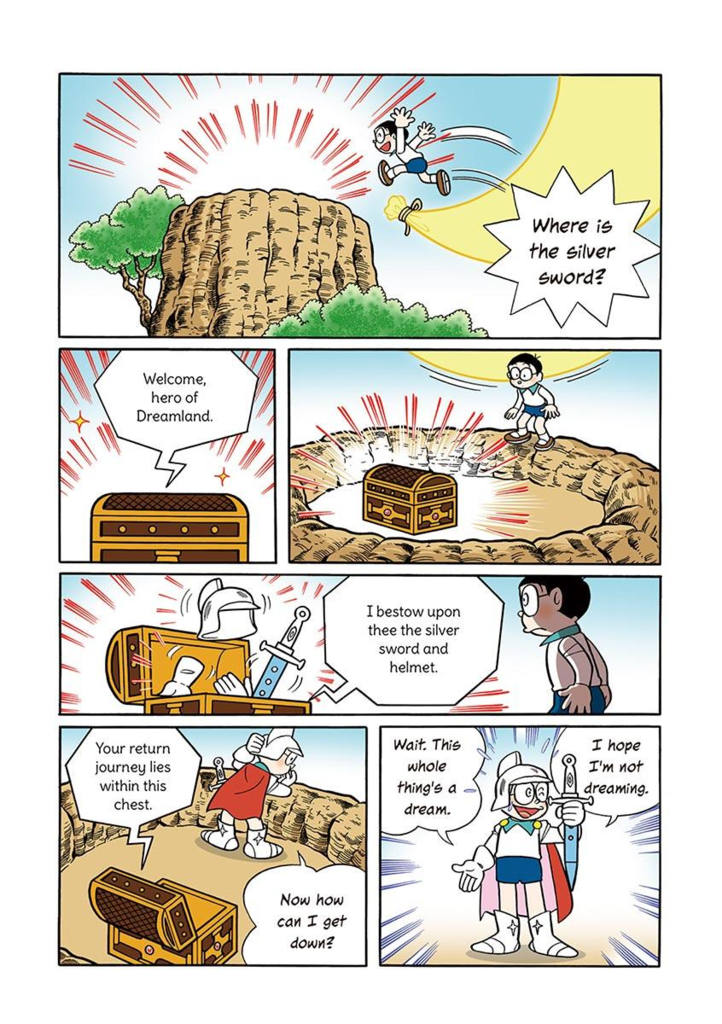 Where is
the silver
sword?
Welcome,
hero of
Dreamland.
I bestow upon
thee the silver
sword and
helmet.
I hope
I'm not
dreaming.
Wait. This
whole
thing's a
dream.
Now how
can I get
down?
Your return
journey lies
within this
chest.